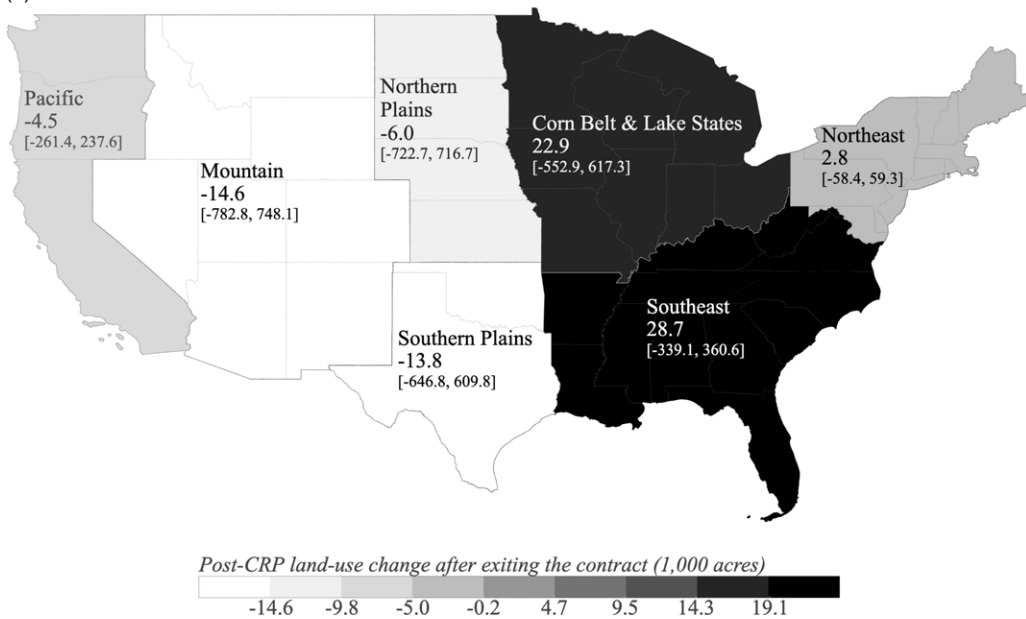 Pacific
-4.5
[-261.4, 237.6]
Mountain
-14.6
[-782.8, 748.1]
Northern
Plains
-6.0
[-722.7, 716.7]
Southern Plains
-13.8
[-646.8, 609.8]
Corn Belt & Lake States
22.9
[-552.9, 617.3]
Southeast
28.7
[-339.1, 360.6]
Northeast
2.8
[-58.4, 59.3]
Post-CRP land-use change after exiting the contract (1,000 acres)
-14.6 -9.8 -5.0 -0.2 4.7 9.5 14.3 19.1